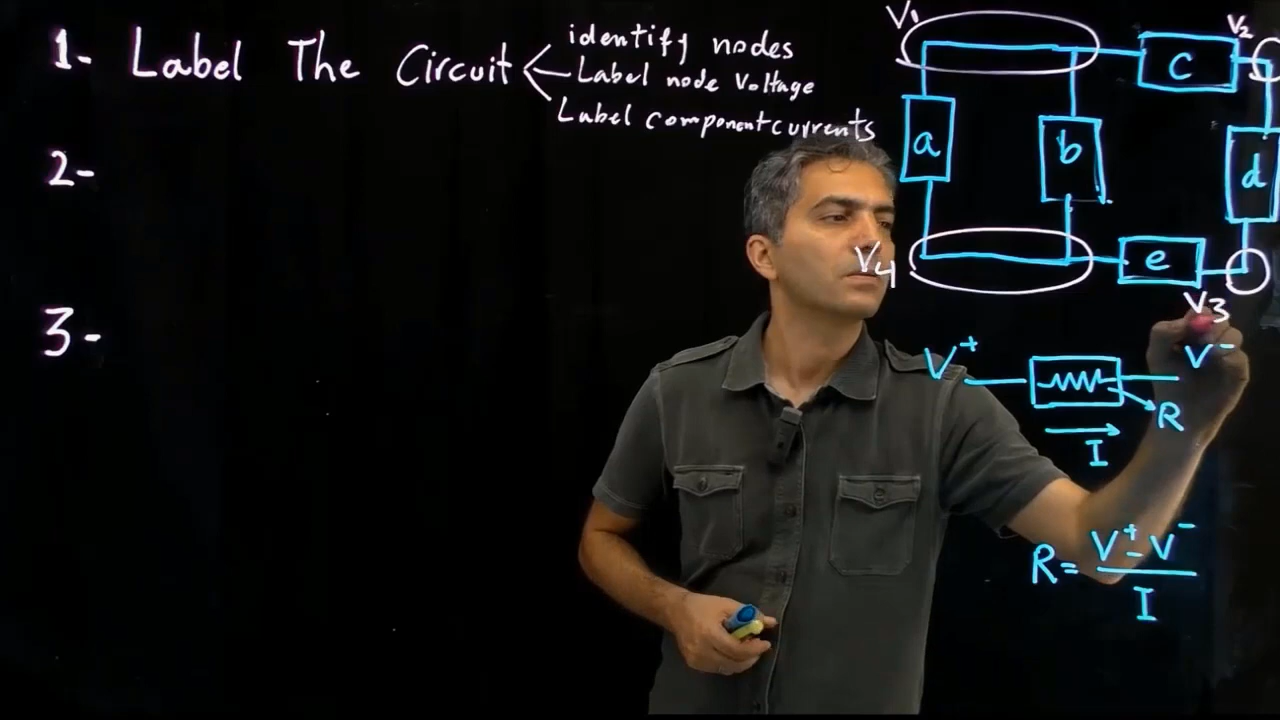 1- Label The Circuit
identify nodes
Label node Voltage
Label component currents
2-
3-
V1
V2
c
a
b
d
e
V4
V3
V+
V-
R
I
R= V+ - V-
I